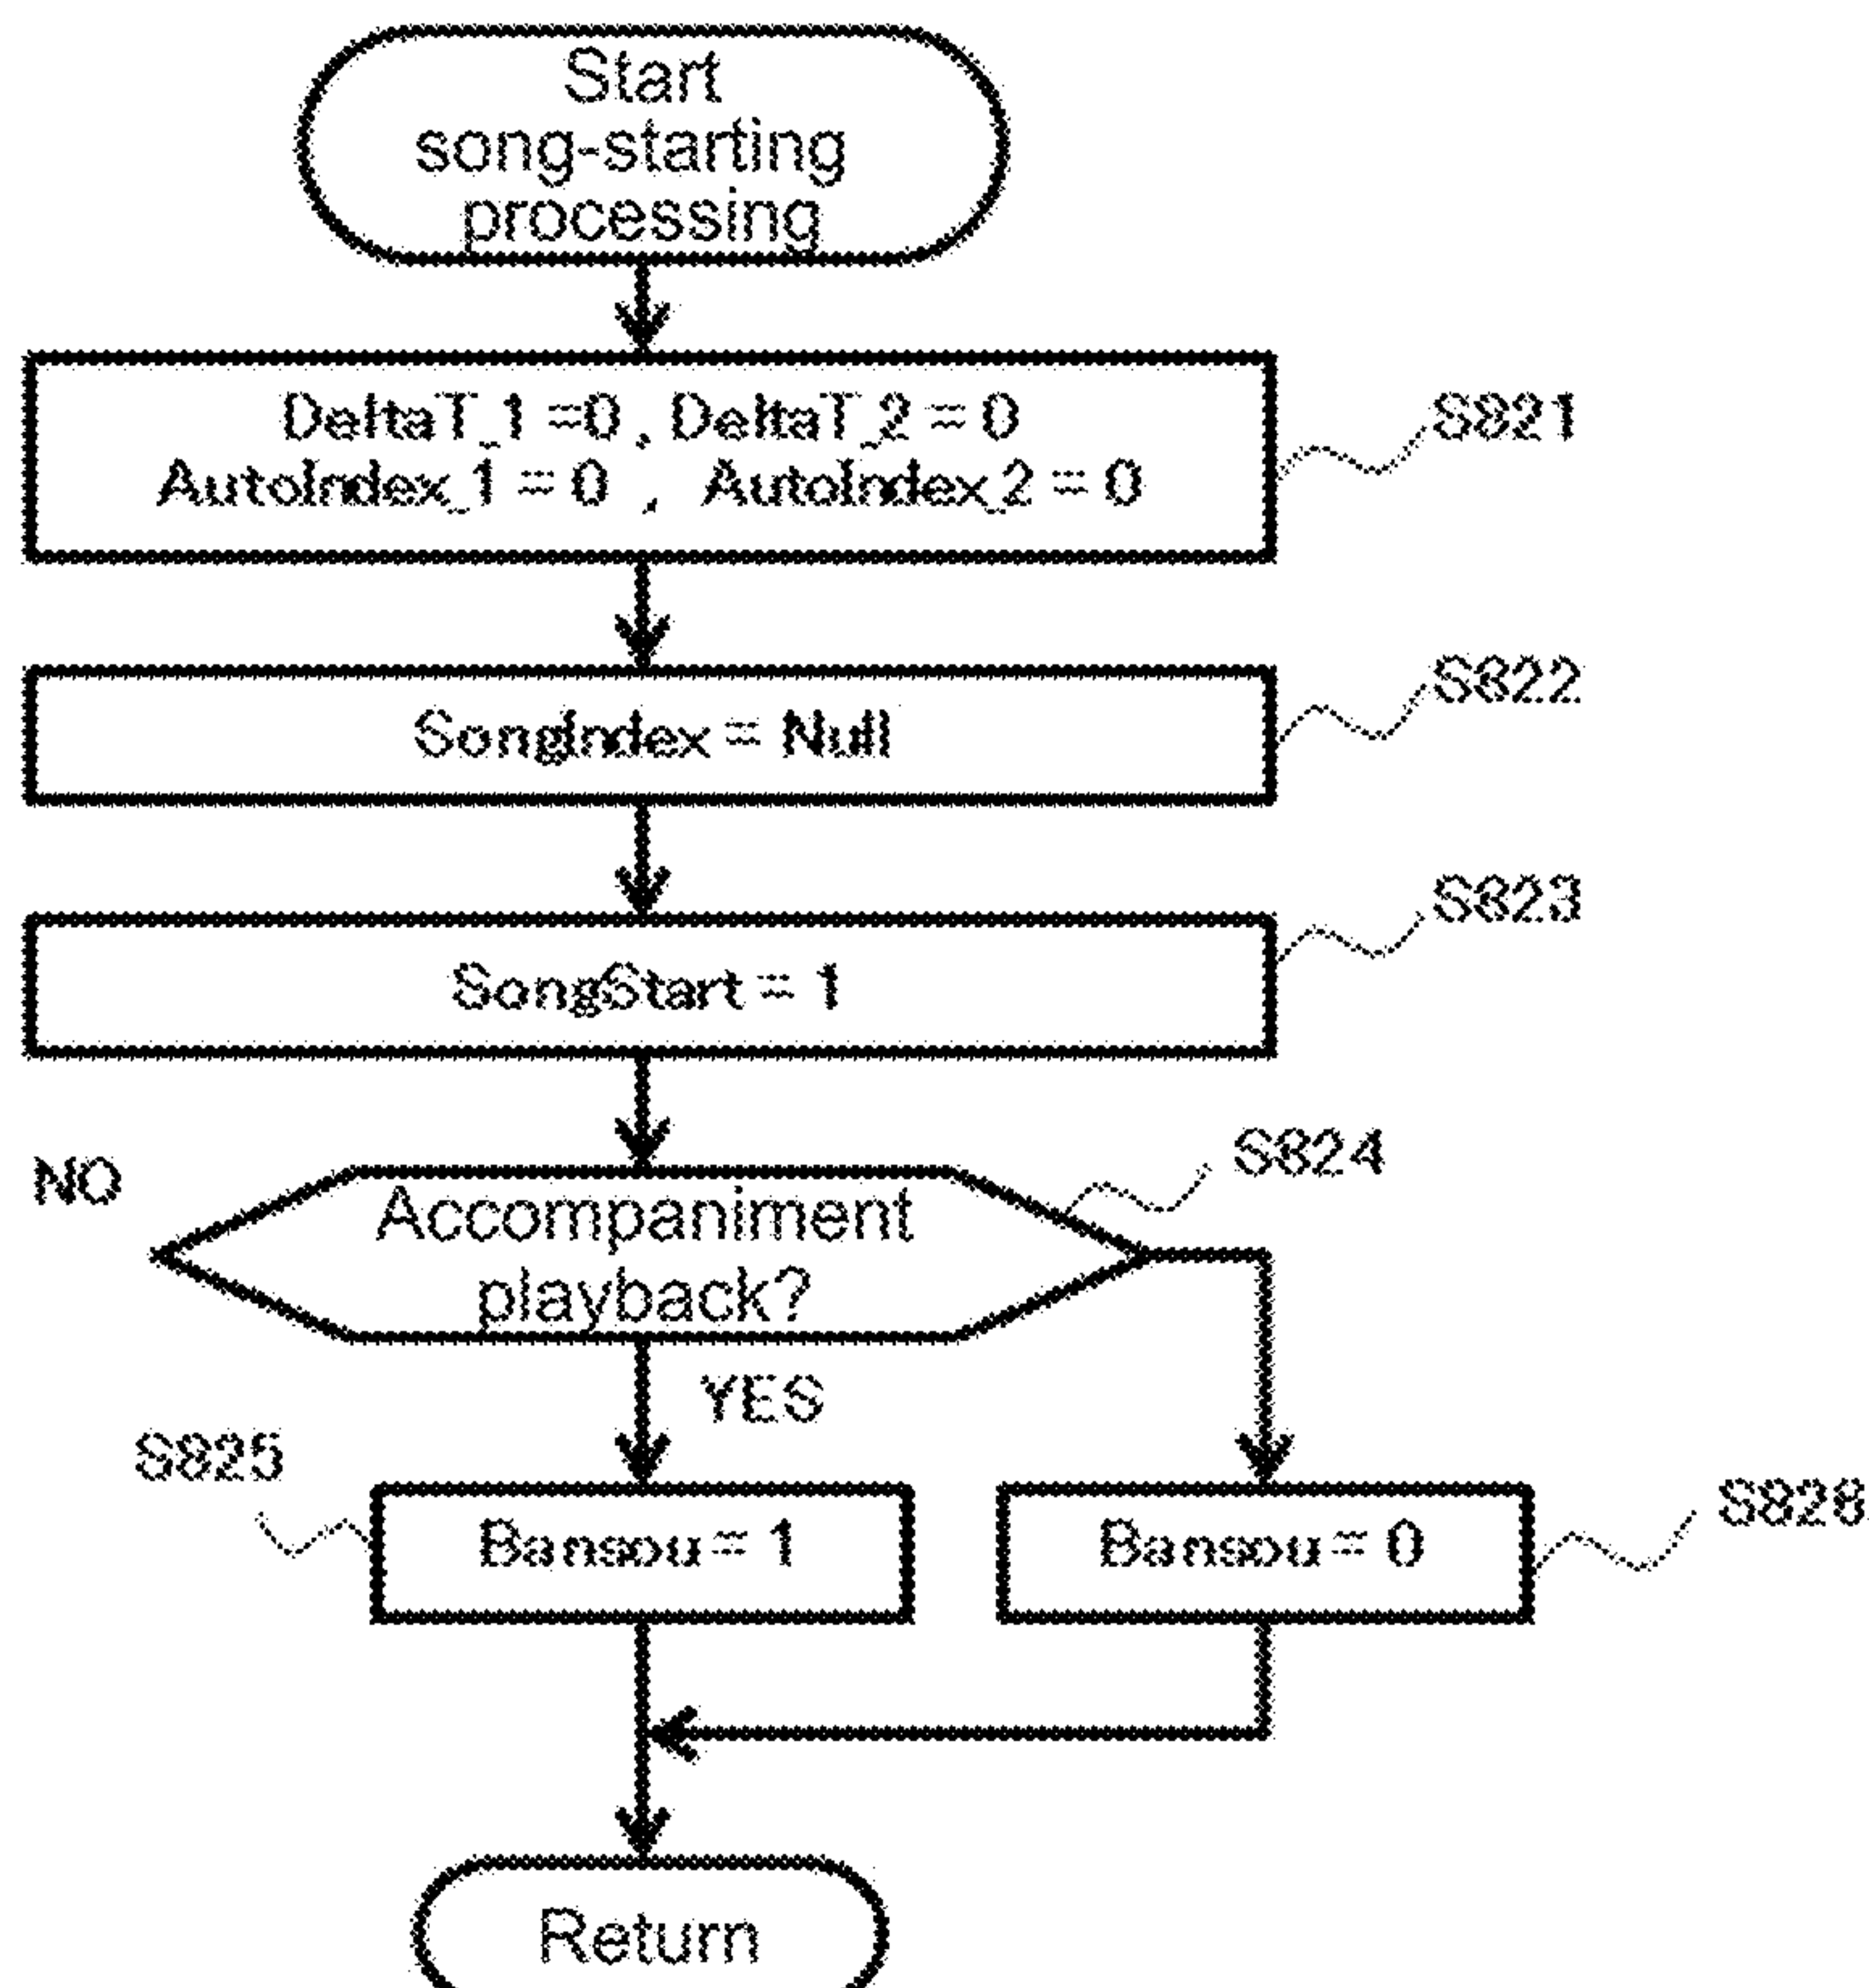 Start
song-starting
processing
DeltaT_1 =0 , DeltaT_2 = 0
AutoIndex_1 = 0 , AutoIndex_2 = 0
S821
SongIndex = Null
S822
SongStart = 1
S823
NO
Accompaniment
playback?
S824
YES
S825
Bansou = 1
Bansou = 0
S826
Return